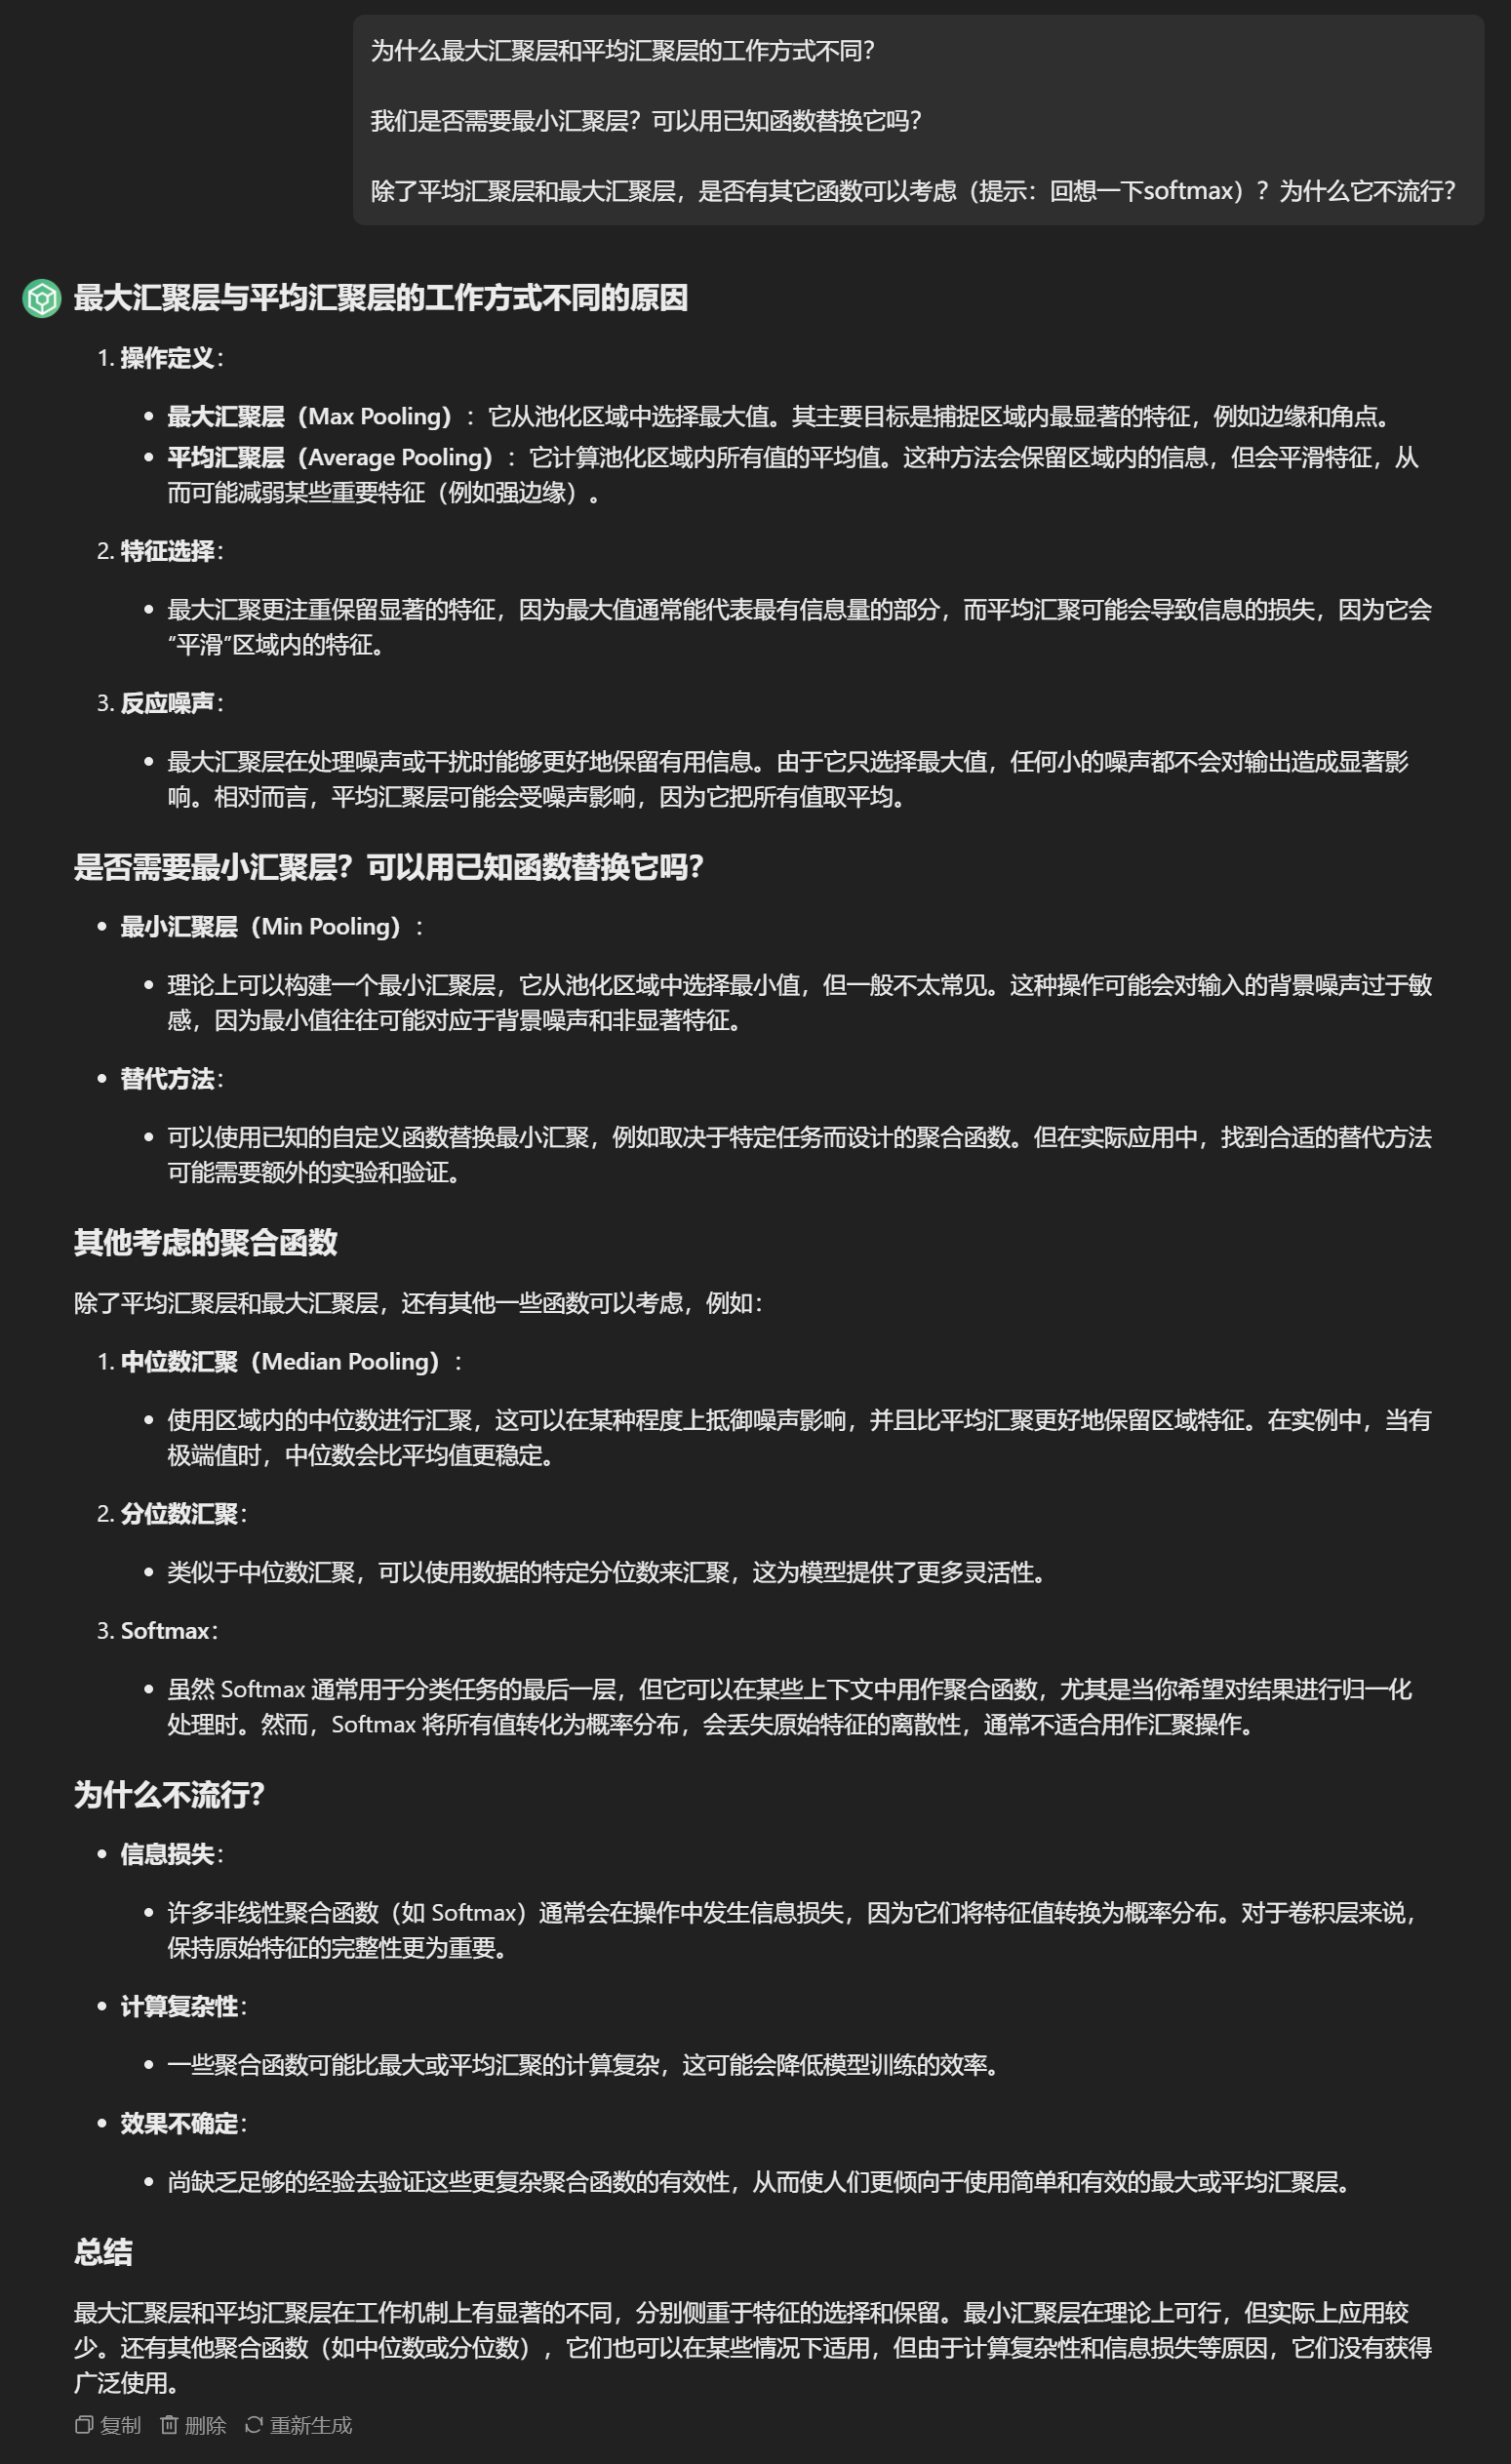 为什么最大汇聚层和平均汇聚层的工作方式不同？
我们是否需要最小汇聚层？可以用已知函数替换它吗？
除了平均汇聚层和最大汇聚层，是否有其它函数可以考虑（提示：回想一下softmax）？为什么它不流行？
最大汇聚层与平均汇聚层的工作方式不同的原因
1. 操作定义：
• 最大汇聚层（Max Pooling）：它从池化区域中选择最大值。其主要目标是捕捉区域内最显著的特征，例如边缘和角点。
• 平均汇聚层（Average Pooling）：它计算池化区域内所有值的平均值。这种方法会保留区域内的信息，但会平滑特征，从
而可能减弱某些重要特征（例如强边缘）。
2. 特征选择：
• 最大汇聚更注重保留显著的特征，因为最大值通常能代表最有信息量的部分，而平均汇聚可能会导致信息的损失，因为它会
“平滑”区域内的特征。
3. 反应噪声：
• 最大汇聚层在处理噪声或干扰时能够更好地保留有用信息。由于它只选择最大值，任何小的噪声都不会对输出造成显著影
响。相对而言，平均汇聚层可能会受噪声影响，因为它把所有值取平均。
是否需要最小汇聚层？可以用已知函数替换它吗？
• 最小汇聚层（Min Pooling）：
• 理论上可以构建一个最小汇聚层，它从池化区域中选择最小值，但一般不太常见。这种操作可能会对输入的背景噪声过于敏
感，因为最小值往往可能对应于背景噪声和非显著特征。
• 替代方法：
• 可以使用已知的自定义函数替换最小汇聚，例如取决于特定任务而设计的聚合函数。但在实际应用中，找到合适的替代方法
可能需要额外的实验和验证。
其他考虑的聚合函数
除了平均汇聚层和最大汇聚层，还有其他一些函数可以考虑，例如：
1. 中位数汇聚（Median Pooling）：
• 使用区域内的中位数进行汇聚，这可以在某种程度上抵御噪声影响，并且比平均汇聚更好地保留区域特征。在实例中，当有
极端值时，中位数会比平均值更稳定。
2. 分位数汇聚：
• 类似于中位数汇聚，可以使用数据的特定分位数来汇聚，这为模型提供了更多灵活性。
3. Softmax：
• 虽然 Softmax 通常用于分类任务的最后一层，但它可以在某些上下文中用作聚合函数，尤其是当你希望对结果进行归一化
处理时。然而，Softmax 将所有值转化为概率分布，会丢失原始特征的离散性，通常不适合用作汇聚操作。
为什么不流行？
• 信息损失：
• 许多非线性聚合函数（如 Softmax）通常会在操作中发生信息损失，因为它们将特征值转换为概率分布。对于卷积层来说，
保持原始特征的完整性更为重要。
• 计算复杂性：
• 一些聚合函数可能比最大或平均汇聚的计算复杂，这可能会降低模型训练的效率。
• 效果不确定：
• 尚缺乏足够的经验去验证这些更复杂聚合函数的有效性，从而使人们更倾向于使用简单和有效的最大或平均汇聚层。
总结
最大汇聚层和平均汇聚层在工作机制上有显著的不同，分别侧重于特征的选择和保留。最小汇聚层在理论上可行，但实际上应用较
少。还有其他聚合函数（如中位数或分位数），它们也可以在某些情况下适用，但由于计算复杂性和信息损失等原因，它们没有获得
广泛使用。
复制 删除 重新生成